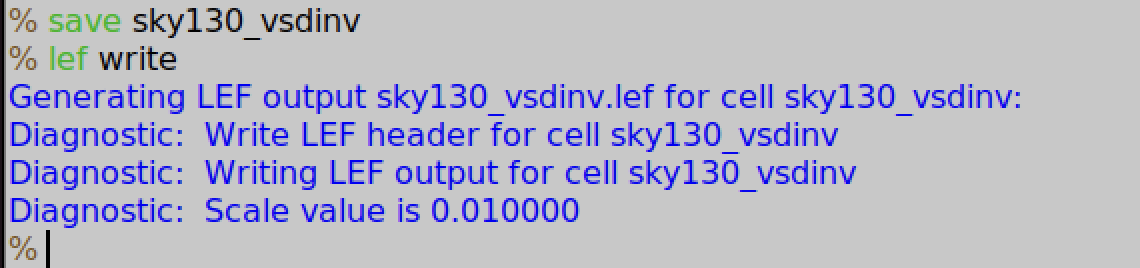 % save sky130_vsdinv
% lef write
Generating LEF output sky130_vsdinv.lef for cell sky130_vsdinv:
Diagnostic:  Write LEF header for cell sky130_vsdinv
Diagnostic:  Writing LEF output for cell sky130_vsdinv
Diagnostic:  Scale value is 0.010000
%